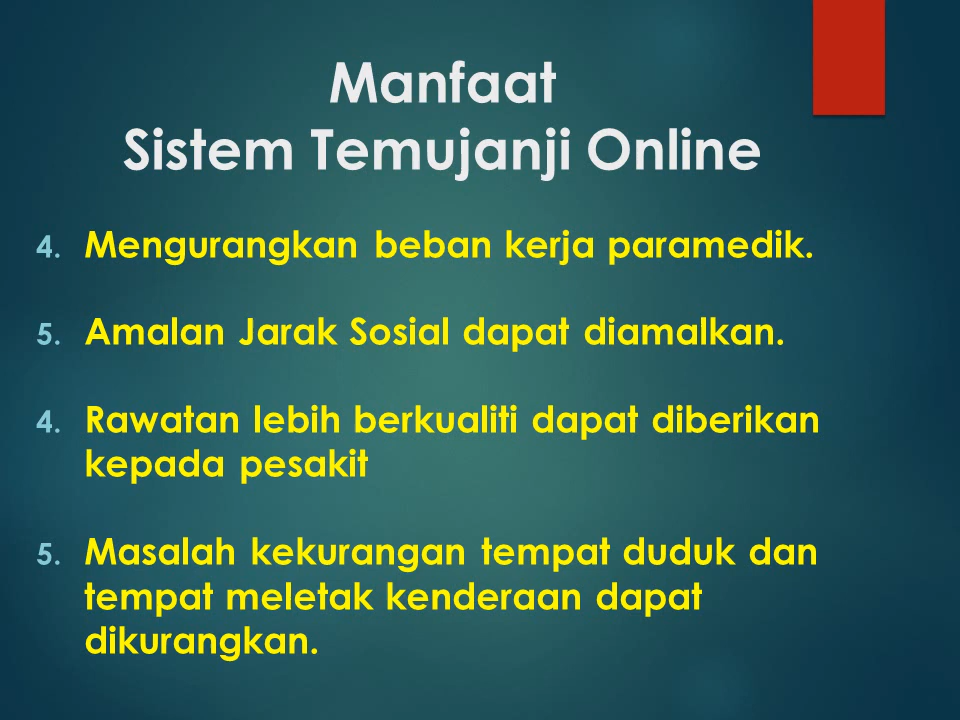 Manfaat
Sistem Temujanji Online
4. Mengurangkan beban kerja paramedik.
5. Amalan Jarak Sosial dapat diamalkan.
4. Rawatan lebih berkualiti dapat diberikan
kepada pesakit
5. Masalah kekurangan tempat duduk dan
tempat meletak kenderaan dapat
dikurangkan.